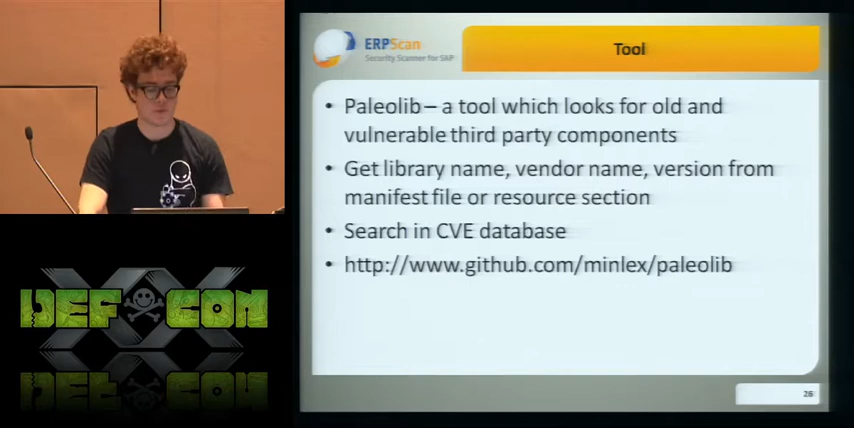 ERPScan
Security Scanner for SAP
Tool
• Paleolib – a tool which looks for old and
vulnerable third party components
• Get library name, vendor name, version from
manifest file or resource section
• Search in CVE database
• http://www.github.com/minlex/paleolib
26
XX
DEF CON